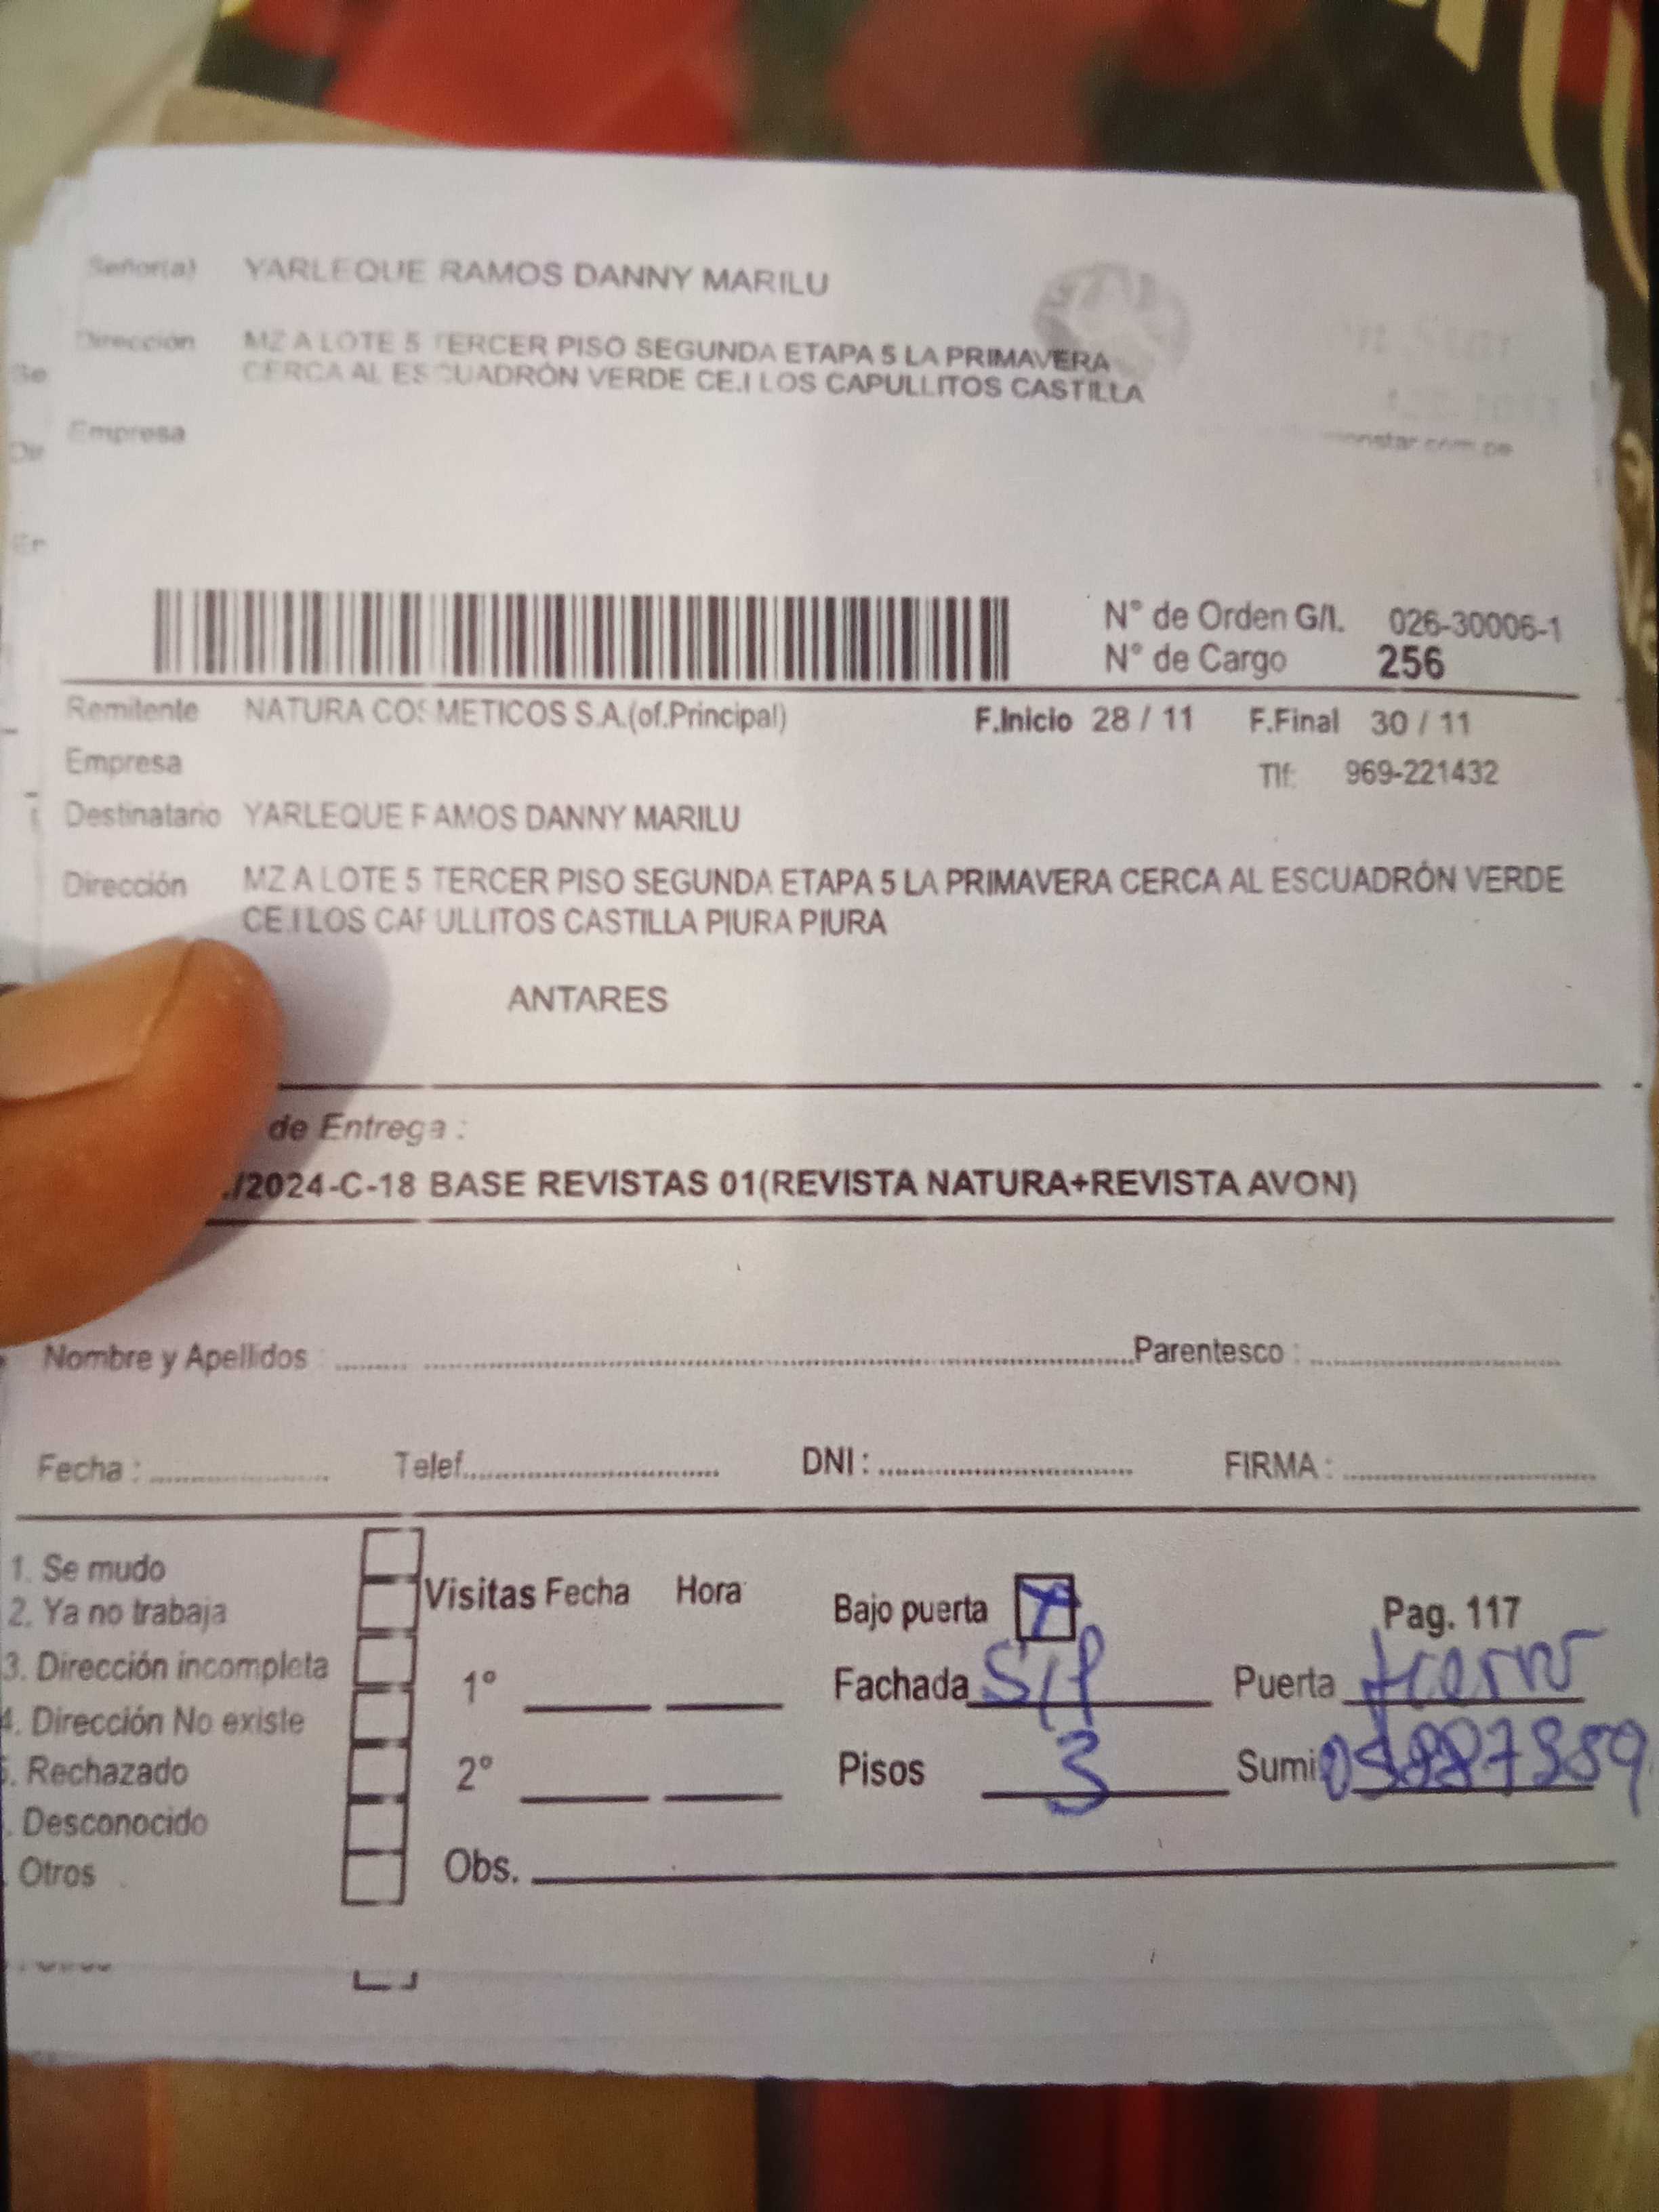 Señor(a) YARLEQUE RAMOS DANNY MARILU
Dirección MZ A LOTE 5 TERCER PISO SEGUNDA ETAPA 5 LA PRIMAVERA
CERCA AL ESCUADRÓN VERDE CE.I LOS CAPULLITOS CASTILLA
Empresa
N° de Orden G/I. 026-30006-1
N° de Cargo 256
Remitente NATURA COSMETICOS S.A.(of.Principal) F.Inicio 28 / 11 F.Final 30 / 11
Empresa Tlf: 969-221432
Destinatario YARLEQUE RAMOS DANNY MARILU
Dirección MZ A LOTE 5 TERCER PISO SEGUNDA ETAPA 5 LA PRIMAVERA CERCA AL ESCUADRÓN VERDE
CE.I LOS CAPULLITOS CASTILLA PIURA PIURA
ANTARES
de Entrega :
/2024-C-18 BASE REVISTAS 01(REVISTA NATURA+REVISTA AVON)
Nombre y Apellidos : Parentesco :
Fecha : Telef. DNI : FIRMA :
1. Se mudo
2. Ya no trabaja
3. Dirección incompleta
4. Dirección No existe
. Rechazado
. Desconocido
Otros
Visitas Fecha Hora
1°
2°
Obs.
Bajo puerta X Pag. 117
Fachada S/P Puerta fierro
Pisos 3 Sumi